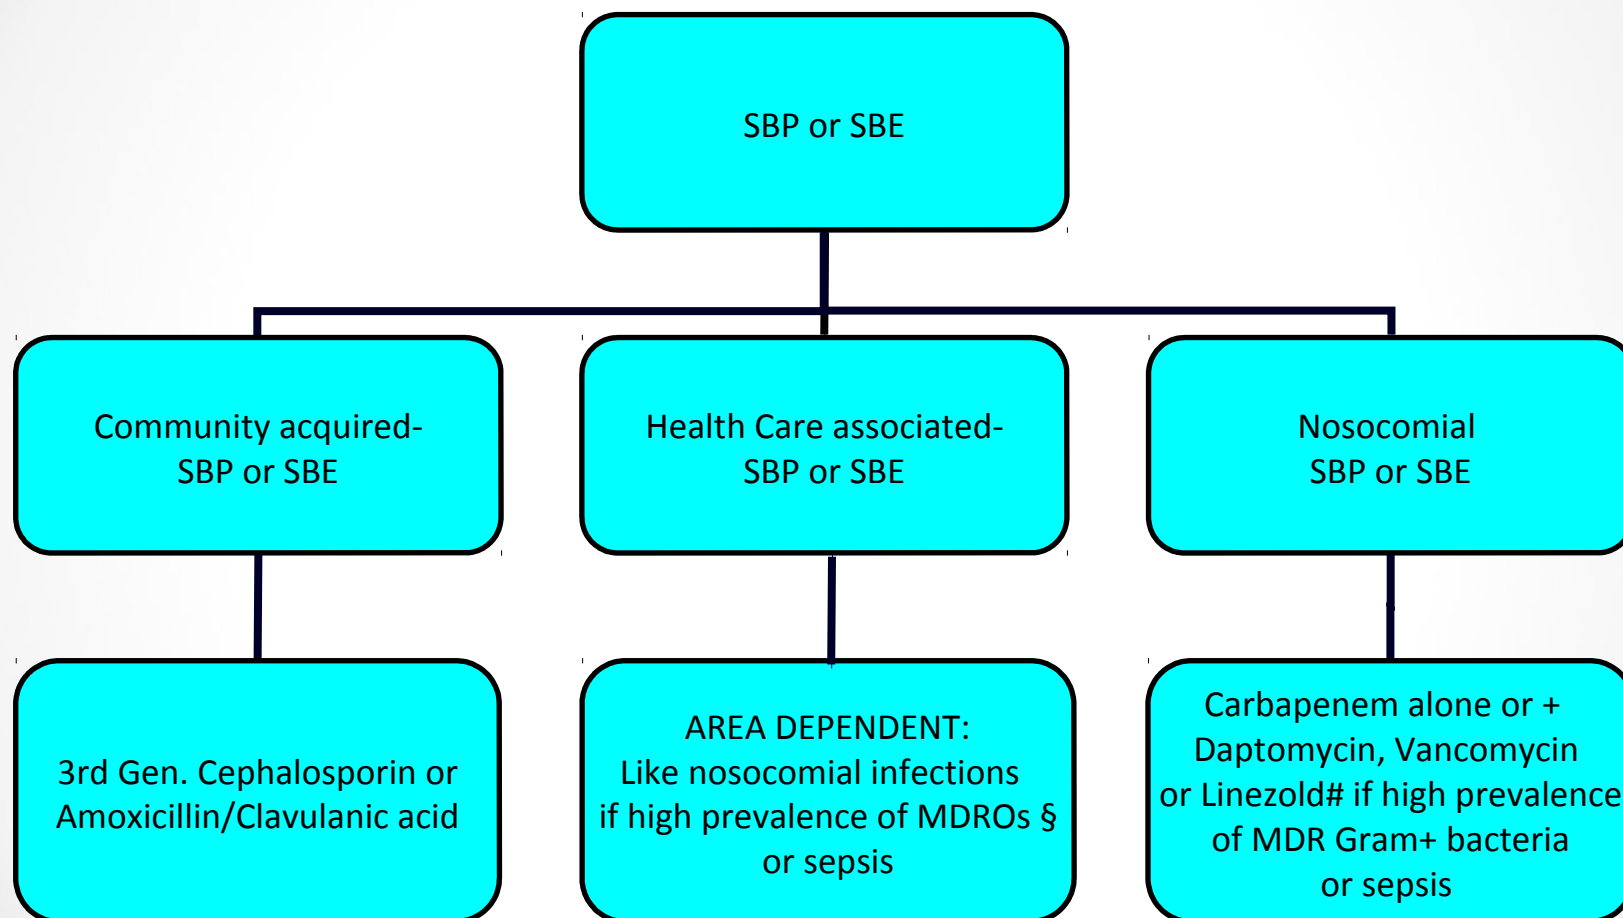 SBP or SBE
Community acquired-
SBP or SBE
Health Care associated-
SBP or SBE
Nosocomial
SBP or SBE
3rd Gen. Cephalosporin or
Amoxicillin/Clavulanic acid
AREA DEPENDENT:
Like nosocomial infections
if high prevalence of MDROs §
or sepsis
Carbapenem alone or +
Daptomycin, Vancomycin
or Linezold# if high prevalence
of MDR Gram+ bacteria
or sepsis